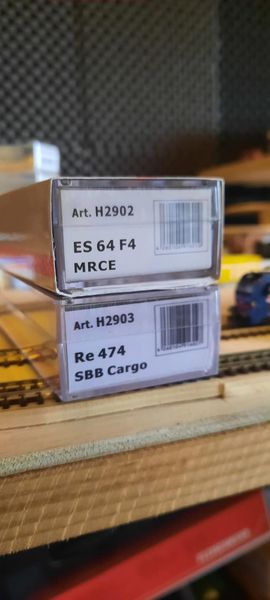 Art. H2902
ES 64 F4
MRCE
Art. H2903
Re 474
SBB Cargo